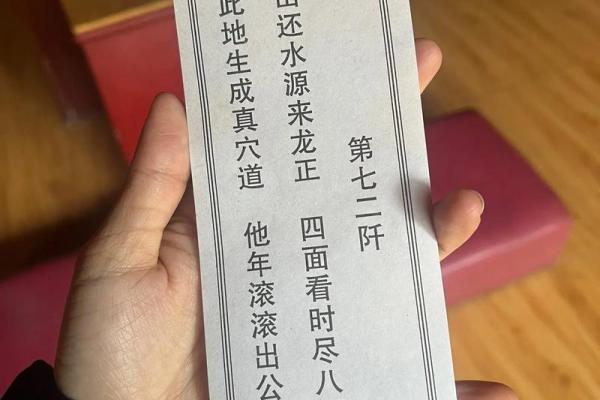 第七二阡
还水源来龙正 四面看时尽八
此地生成真穴道 他年滚滚出公